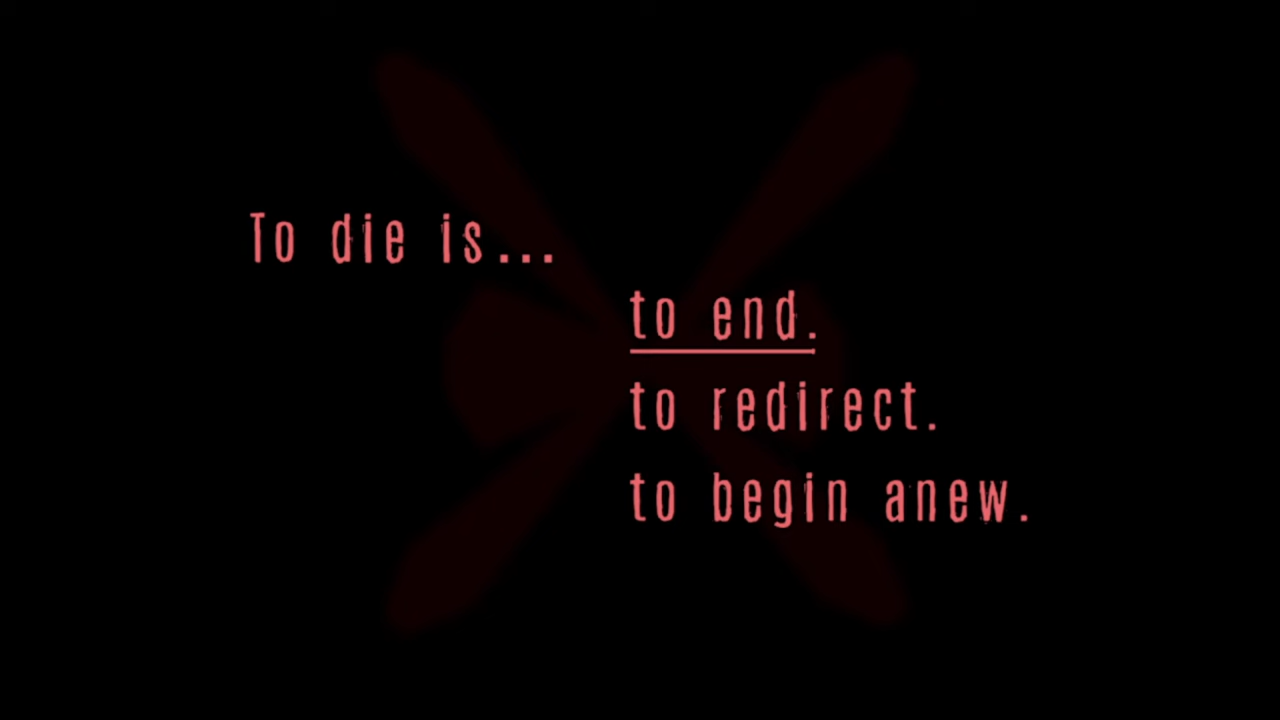 To die is...
to end.
to redirect.
to begin anew.